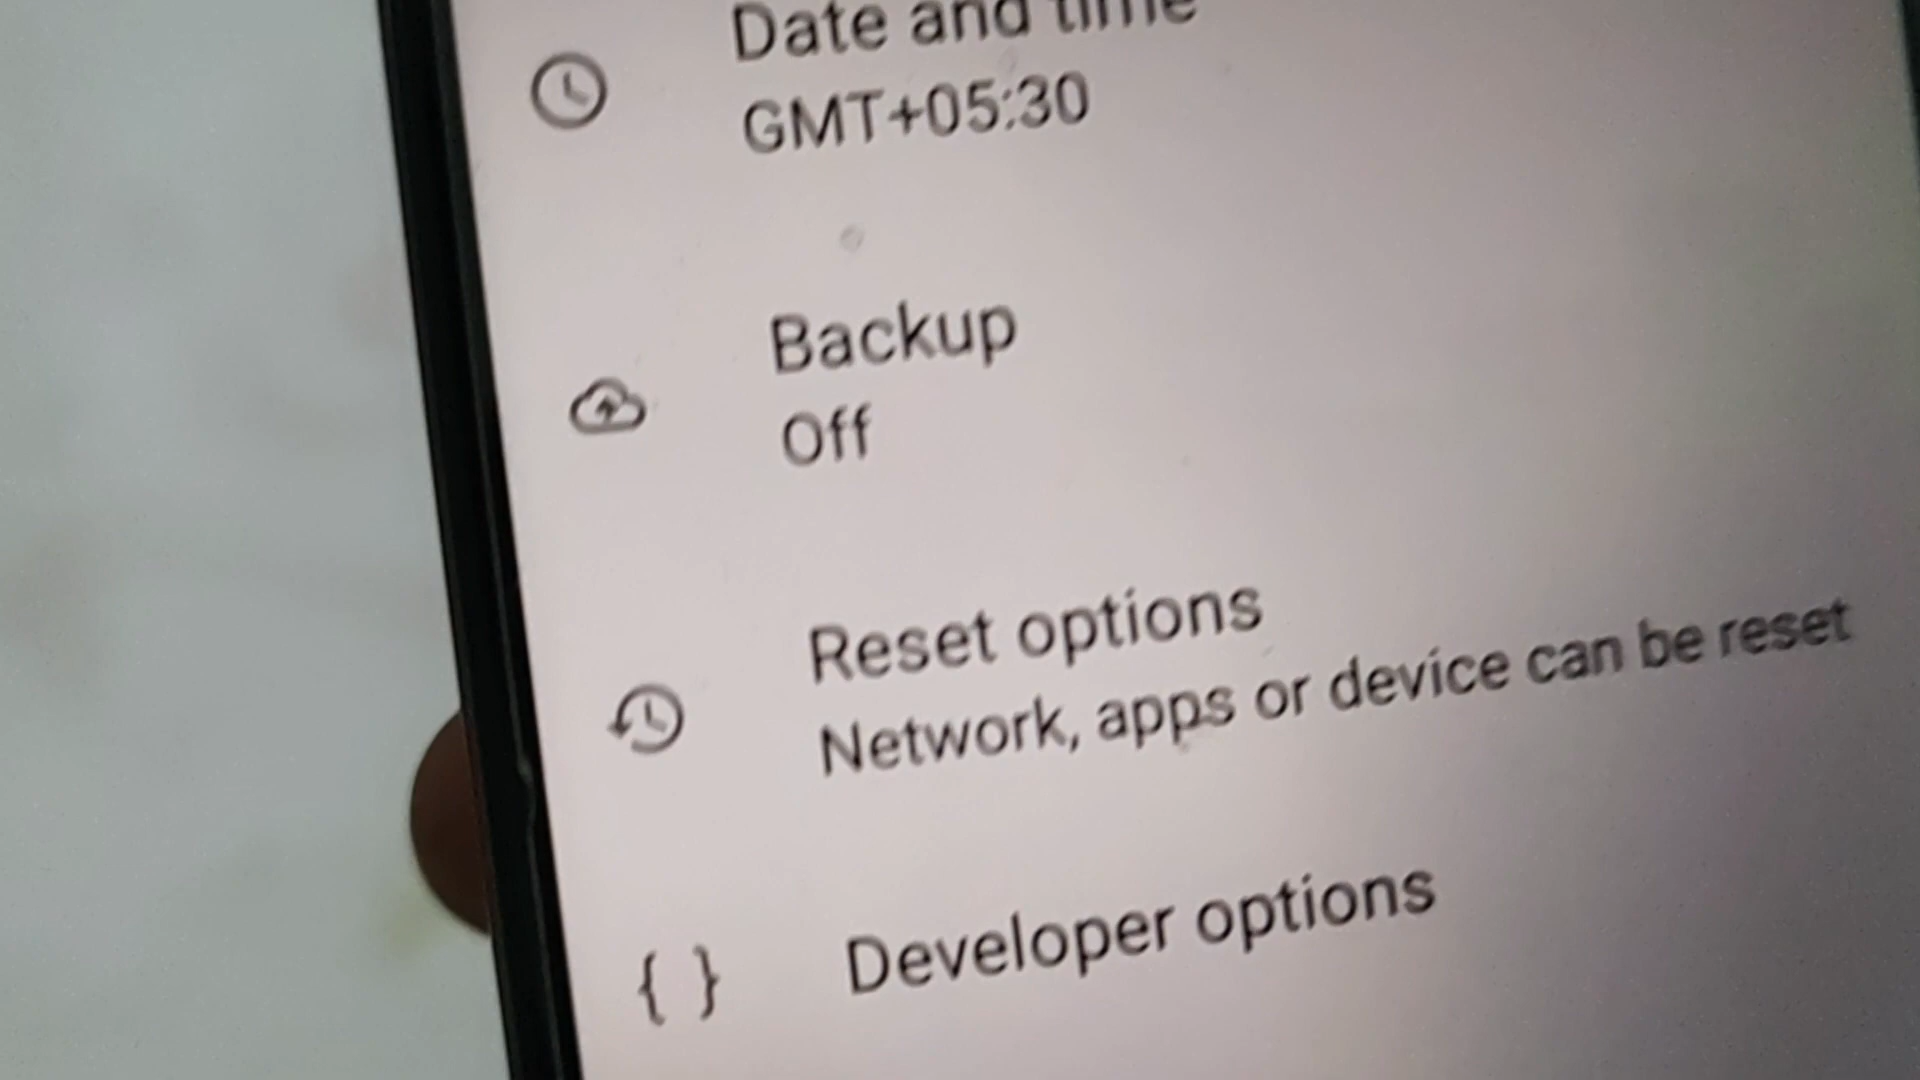 Date and time
GMT+05:30
Backup
Off
Reset options
Network, apps or device can be reset
{ } Developer options